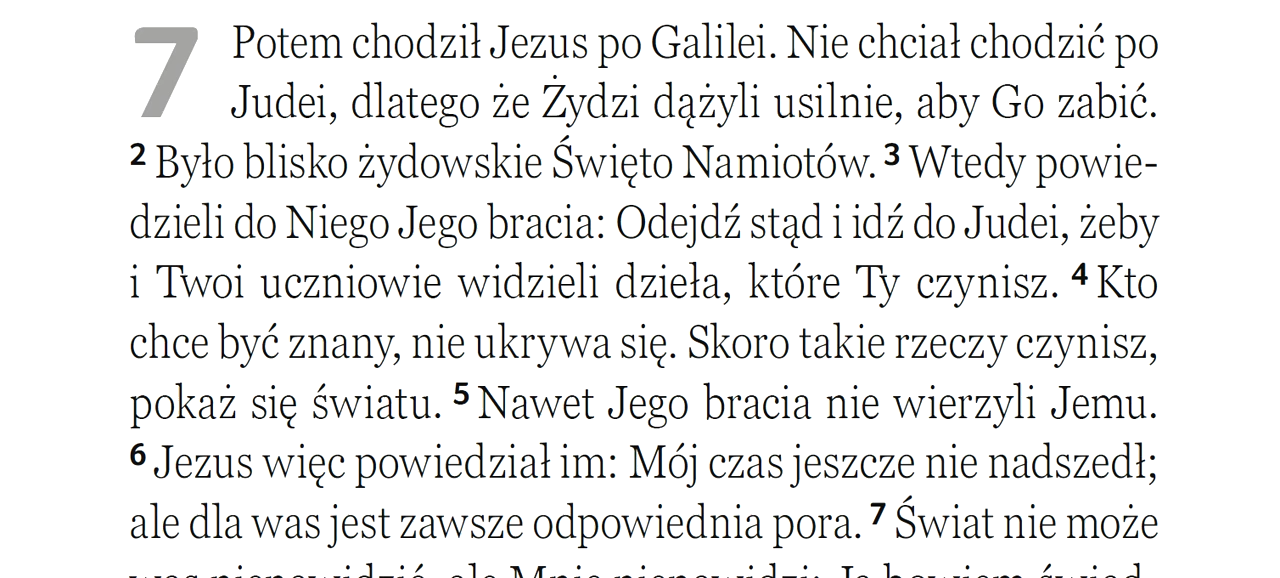 7 Potem chodził Jezus po Galilei. Nie chciał chodzić po
Judei, dlatego że Żydzi dążyli usilnie, aby Go zabić.
2 Było blisko żydowskie Święto Namiotów. 3 Wtedy powie-
dzieli do Niego Jego bracia: Odejdź stąd i idź do Judei, żeby
i Twoi uczniowie widzieli dzieła, które Ty czynisz. 4 Kto
chce być znany, nie ukrywa się. Skoro takie rzeczy czynisz,
pokaż się światu. 5 Nawet Jego bracia nie wierzyli Jemu.
6 Jezus więc powiedział im: Mój czas jeszcze nie nadszedł;
ale dla was jest zawsze odpowiednia pora. 7 Świat nie może